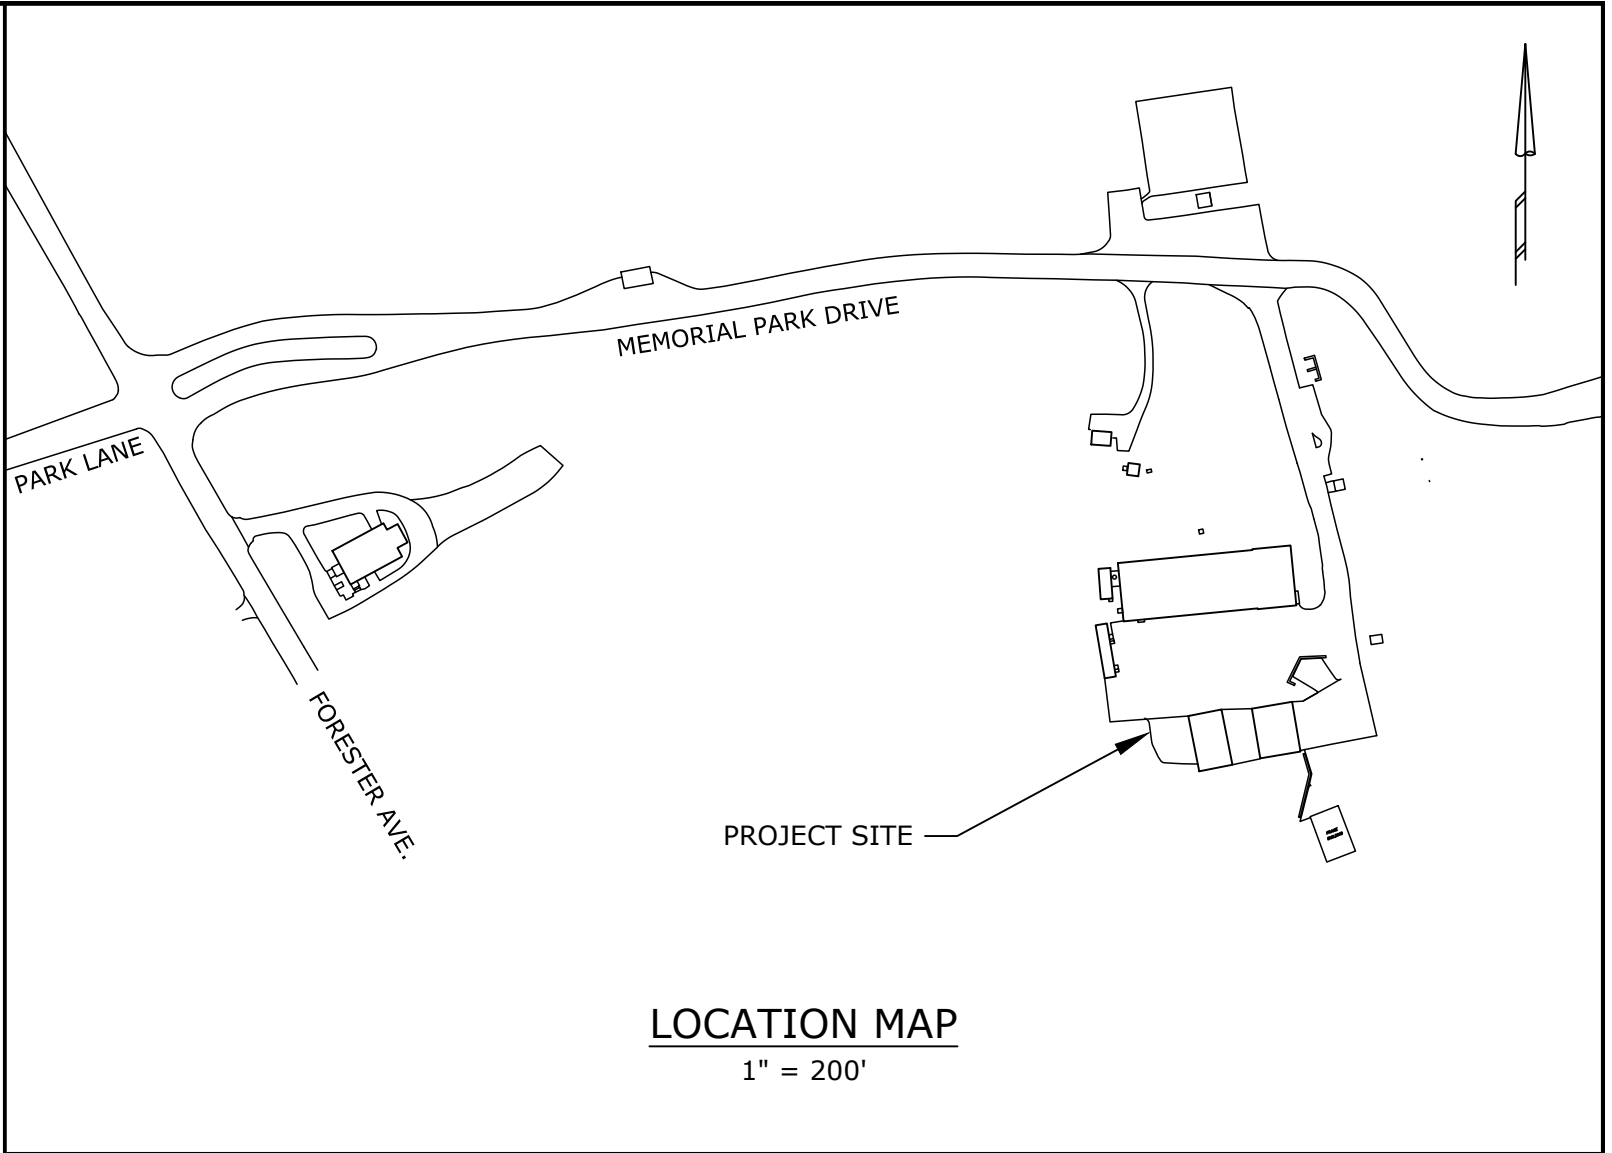 MEMORIAL PARK DRIVE
PARK LANE
FORESTER AVE.
PROJECT SITE
LOCATION MAP
1" = 200'